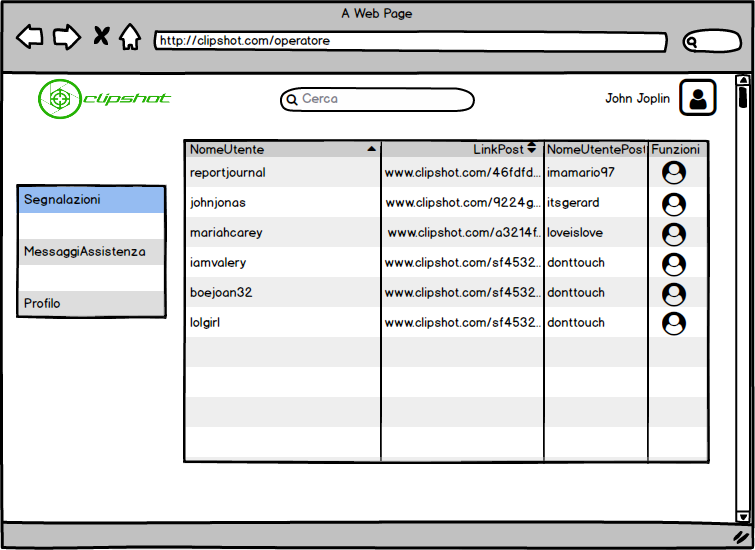 A Web Page
http://clipshot.com/operatore
clipshot
Cerca
John Joplin
NomeUtente LinkPost NomeUtentePost Funzioni
reportjournal www.clipshot.com/46fdfd... imamario97
johnjonas www.clipshot.com/9224g... itsgerard
mariahcarey www.clipshot.com/a3214f.. loveislove
iamvalery www.clipshot.com/sf4532.. donttouch
boejoan32 www.clipshot.com/sf4532.. donttouch
lolgirl www.clipshot.com/sf4532.. donttouch
Segnalazioni
MessaggiAssistenza
Profilo